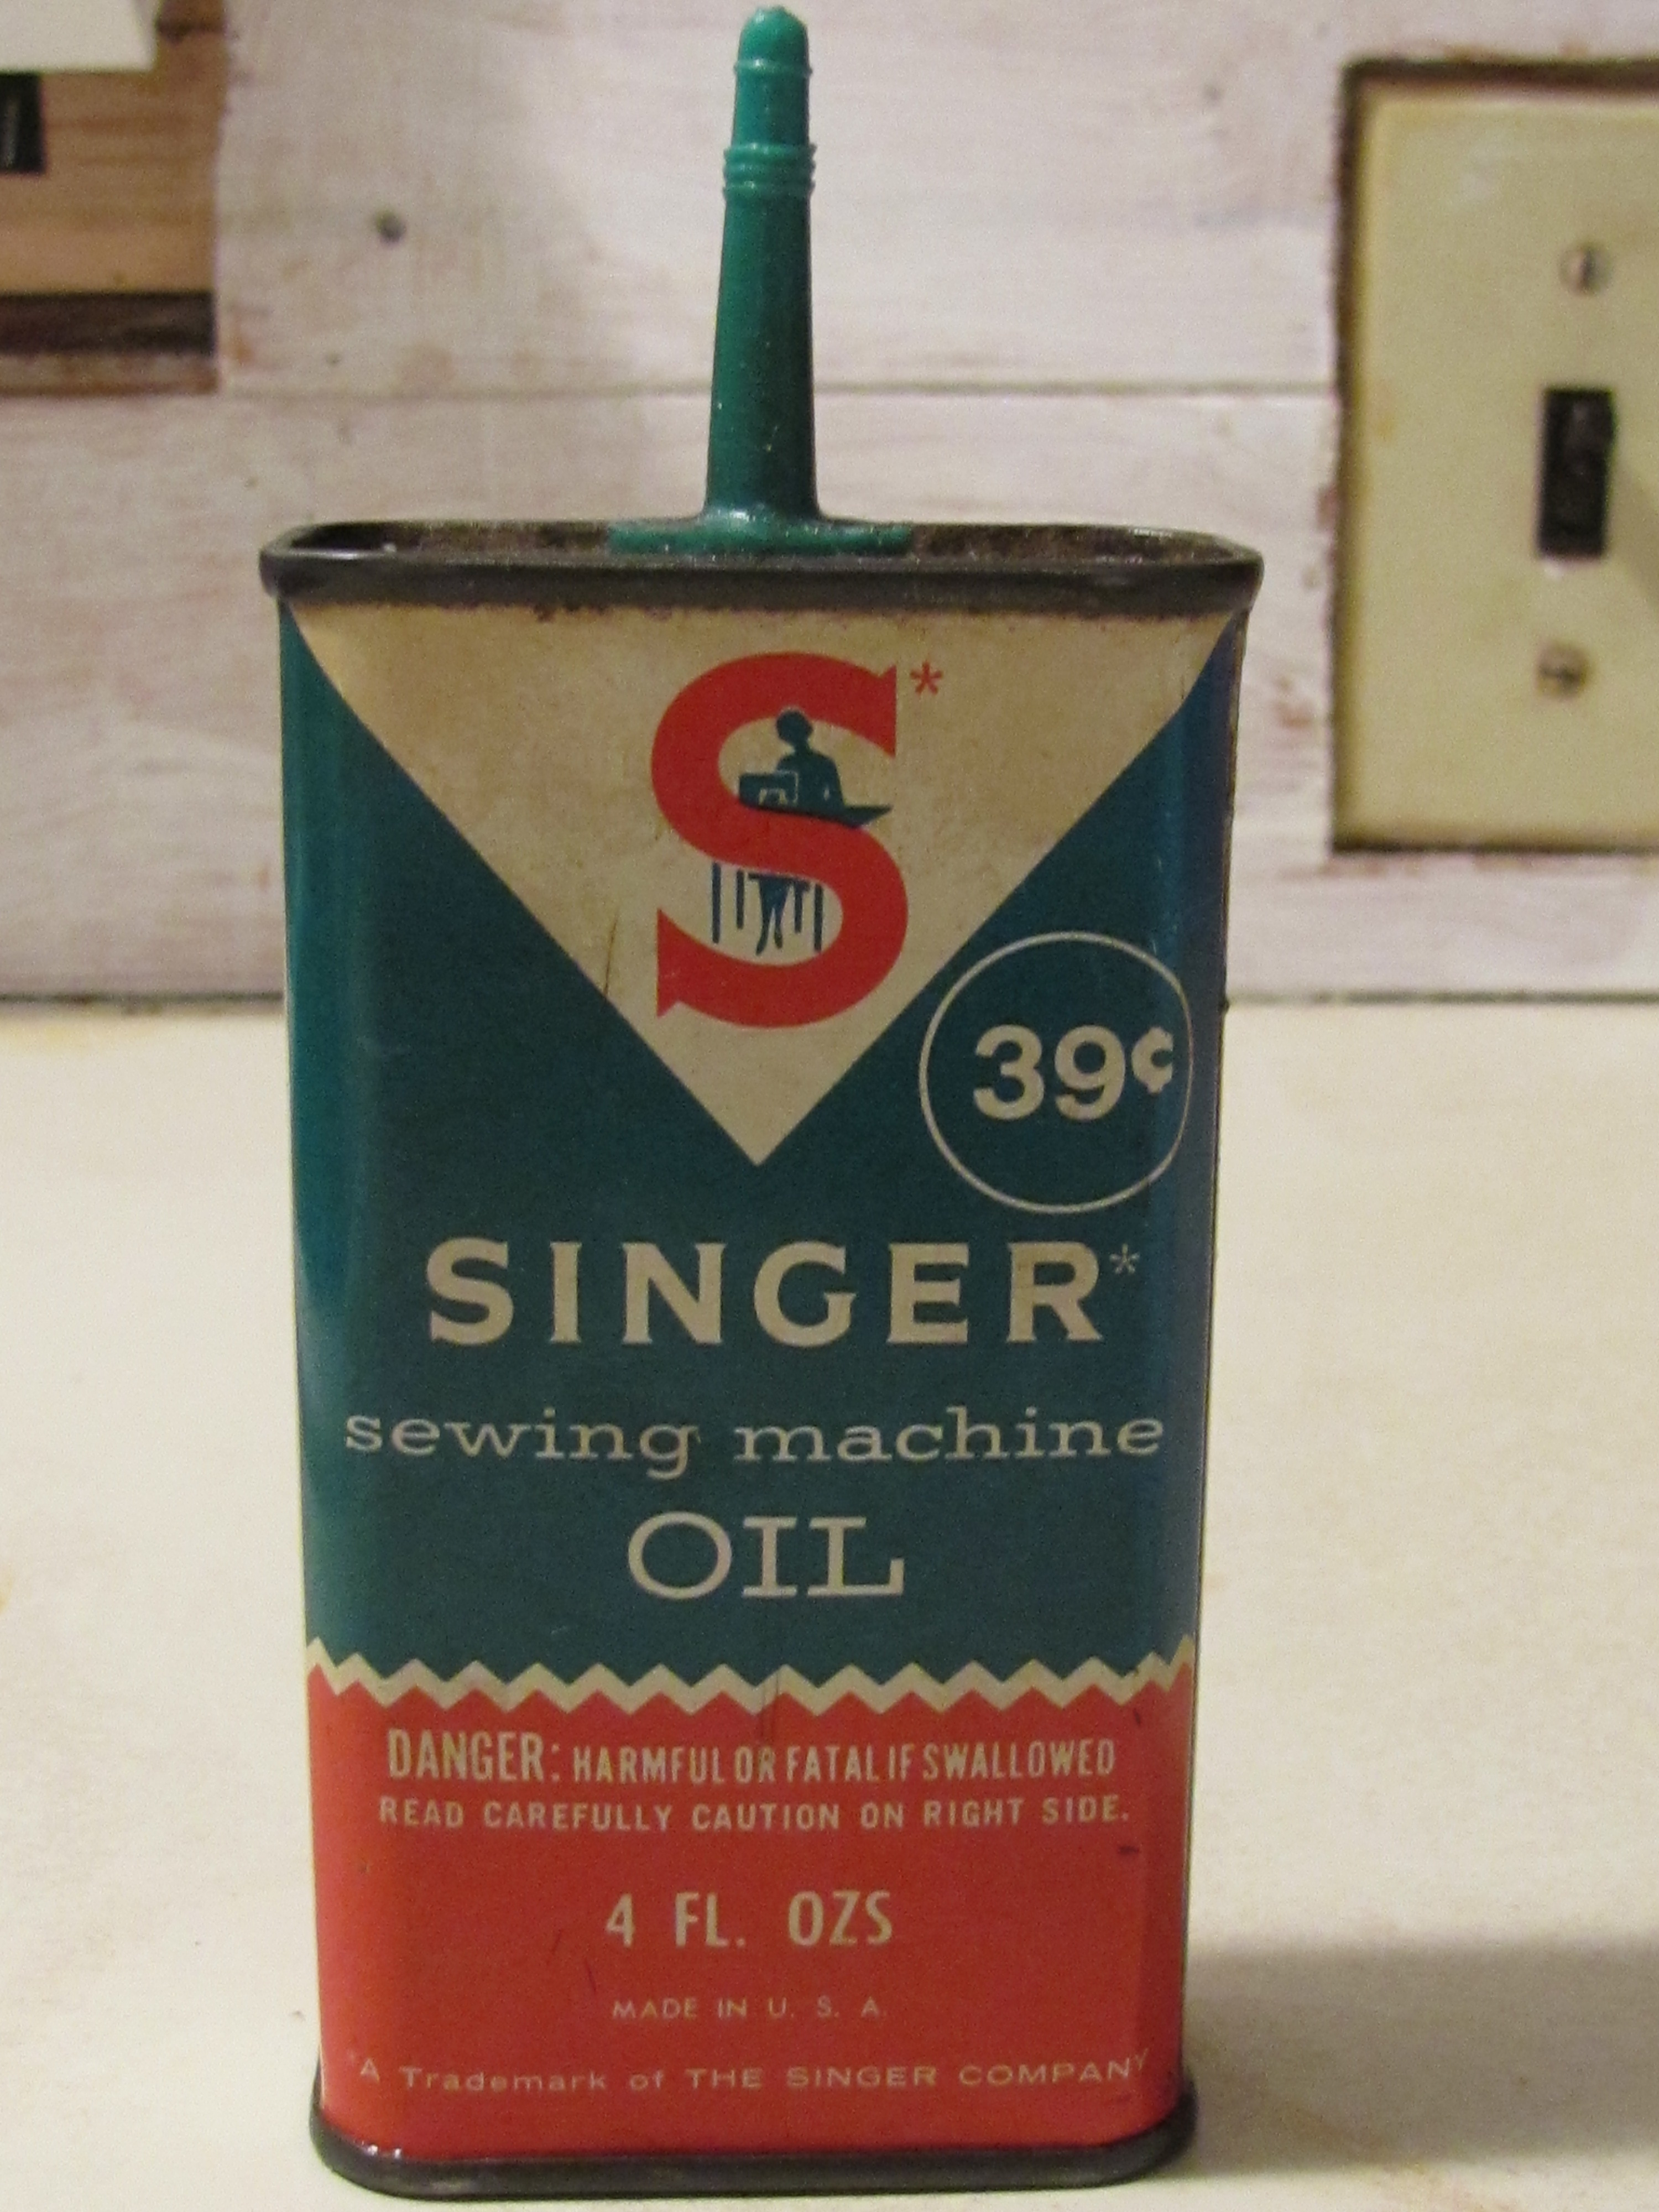 S*
39¢
SINGER*
sewing machine
OIL
DANGER: HARMFUL OR FATAL IF SWALLOWED
READ CAREFULLY CAUTION ON RIGHT SIDE.
4 FL. OZS
MADE IN U. S. A.
*A Trademark of THE SINGER COMPANY